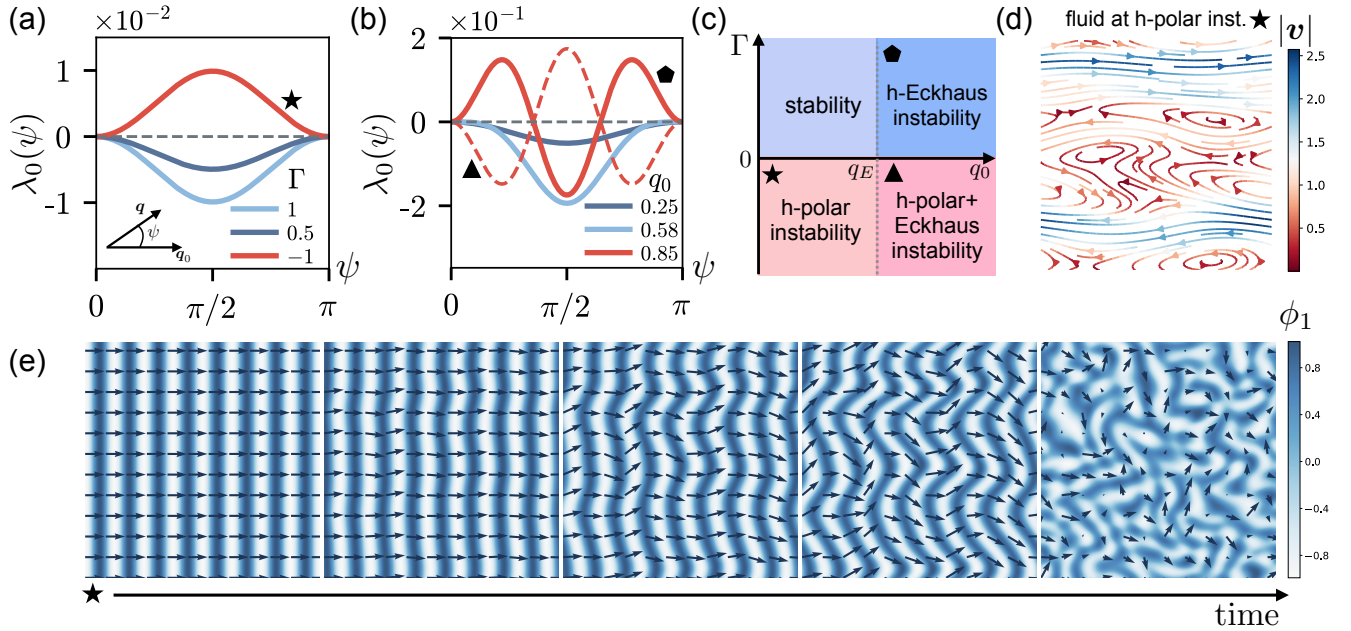 (a)
×10⁻²
1
0
-1
λ₀(ψ)
Γ
1
0.5
−1
q
ψ
q₀
0
π/2
π
ψ
(b)
×10⁻¹
2
0
-2
λ₀(ψ)
q₀
0.25
0.58
0.85
0
π/2
π
ψ
(c)
Γ
stability
h-Eckhaus
instability
0
q_E
q₀
h-polar
instability
h-polar+
Eckhaus
instability
(d)
fluid at h-polar inst.
|v|
2.5
2.0
1.5
1.0
0.5
(e)
ϕ₁
0.8
0.4
0.0
−0.4
−0.8
time